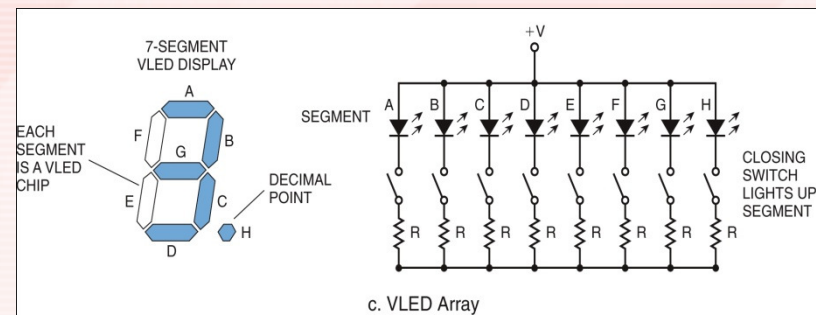 7-SEGMENT
VLED DISPLAY
A
F
B
G
E
C
D
H
EACH
SEGMENT
IS A VLED
CHIP
DECIMAL
POINT
+V
SEGMENT
A B C D E F G H
R R R R R R R R
CLOSING
SWITCH
LIGHTS UP
SEGMENT
c. VLED Array